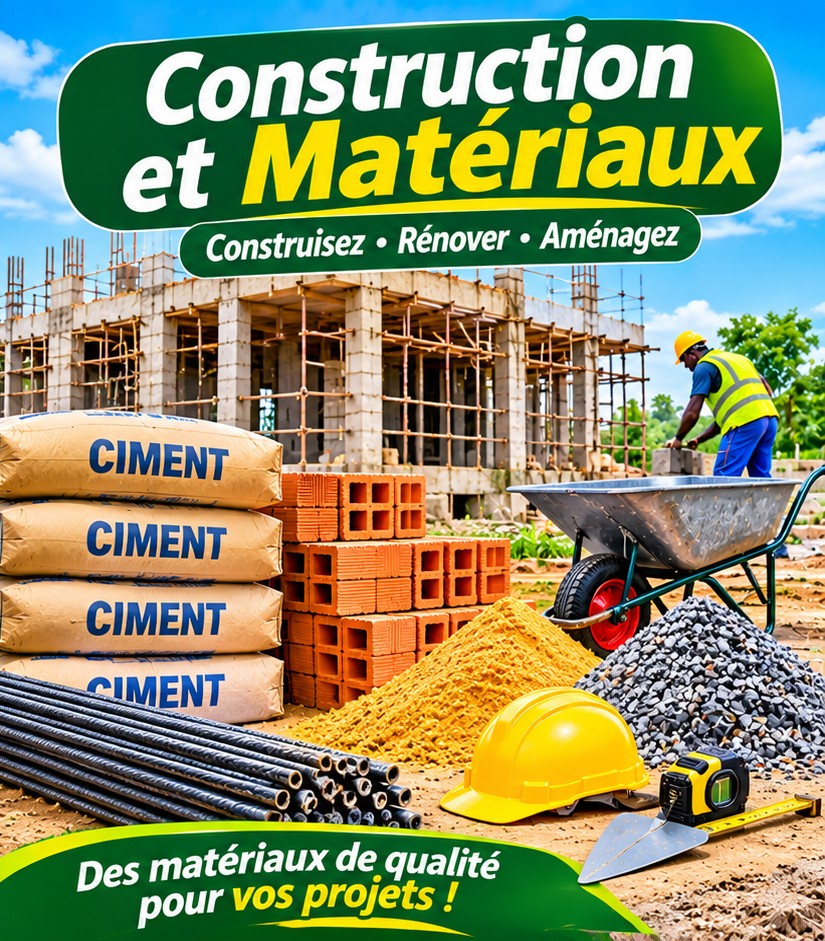 Construction
et Matériaux
Construisez • Rénover • Aménagez
CIMENT
CIMENT
CIMENT
CIMENT
Des matériaux de qualité
pour vos projets !